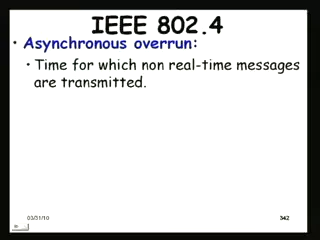 IEEE 802.4
• Asynchronous overrun:
• Time for which non real-time messages
are transmitted.
03/31/10
342